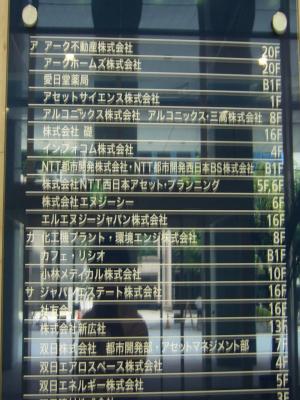 ア アーク不動産株式会社 20F
アークホームズ株式会社 20F
愛日堂薬局 B1F
アセットサイエンス株式会社 1F
アルコニックス株式会社 アルコニックス・三高株式会社 8F
株式会社 礎 16F
インフォコム株式会社 4F
NTT都市開発株式会社・NTT都市開発西日本BS株式会社 B1F
株式会社NTT西日本アセット・プランニング 5F,6F
株式会社エヌジーシー 6F
エルエヌジージャパン株式会社 16F
カ 化工機プラント・環境エンジ株式会社 8F
カフェ・リシオ B1F
小林メディカル株式会社 10F
サ ジャパンエステート株式会社 16F
16F
株式会社新広社 13F
双日株式会社 都市開発部・アセットマネジメント部 7F
双日エアロスペース株式会社 4F
双日エネルギー株式会社 5F